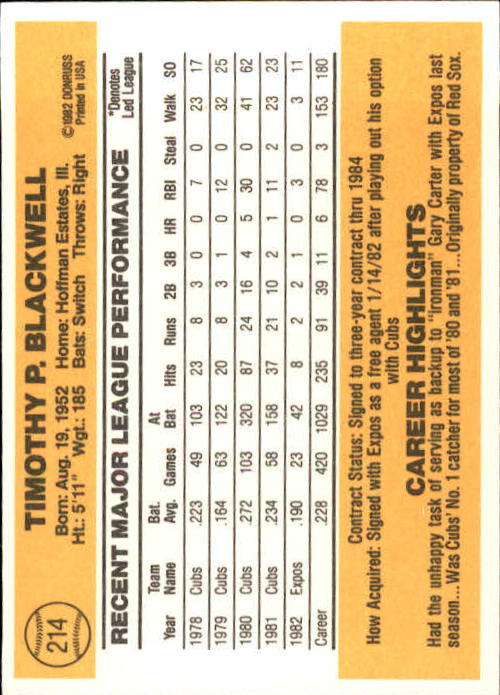 214
TIMOTHY P. BLACKWELL
Born: Aug. 19, 1952 Home: Hoffman Estates, Ill.
Ht.: 5'11" Wgt.: 185 Bats: Switch Throws: Right
©1982 DONRUSS
Printed in USA
RECENT MAJOR LEAGUE PERFORMANCE
*Denotes
Led League
Year Team Name Bat. Avg. Games At Bat Hits Runs 2B 3B HR RBI Steal Walk SO
1978 Cubs .223 49 103 23 8 3 0 0 7 0 23 17
1979 Cubs .164 63 122 20 8 3 1 0 12 0 32 25
1980 Cubs .272 103 320 87 24 16 4 5 30 0 41 62
1981 Cubs .234 58 158 37 21 10 2 1 11 2 23 23
1982 Expos .190 23 42 8 2 2 1 0 3 0 3 11
Career .228 420 1029 235 91 39 11 6 78 3 153 180
Contract Status: Signed to three-year contract thru 1984
How Acquired: Signed with Expos as a free agent 1/14/82 after playing out his option
with Cubs
CAREER HIGHLIGHTS
Had the unhappy task of serving as backup to "Ironman" Gary Carter with Expos last
season...Was Cubs' No. 1 catcher for most of '80 and '81...Originally property of Red Sox.